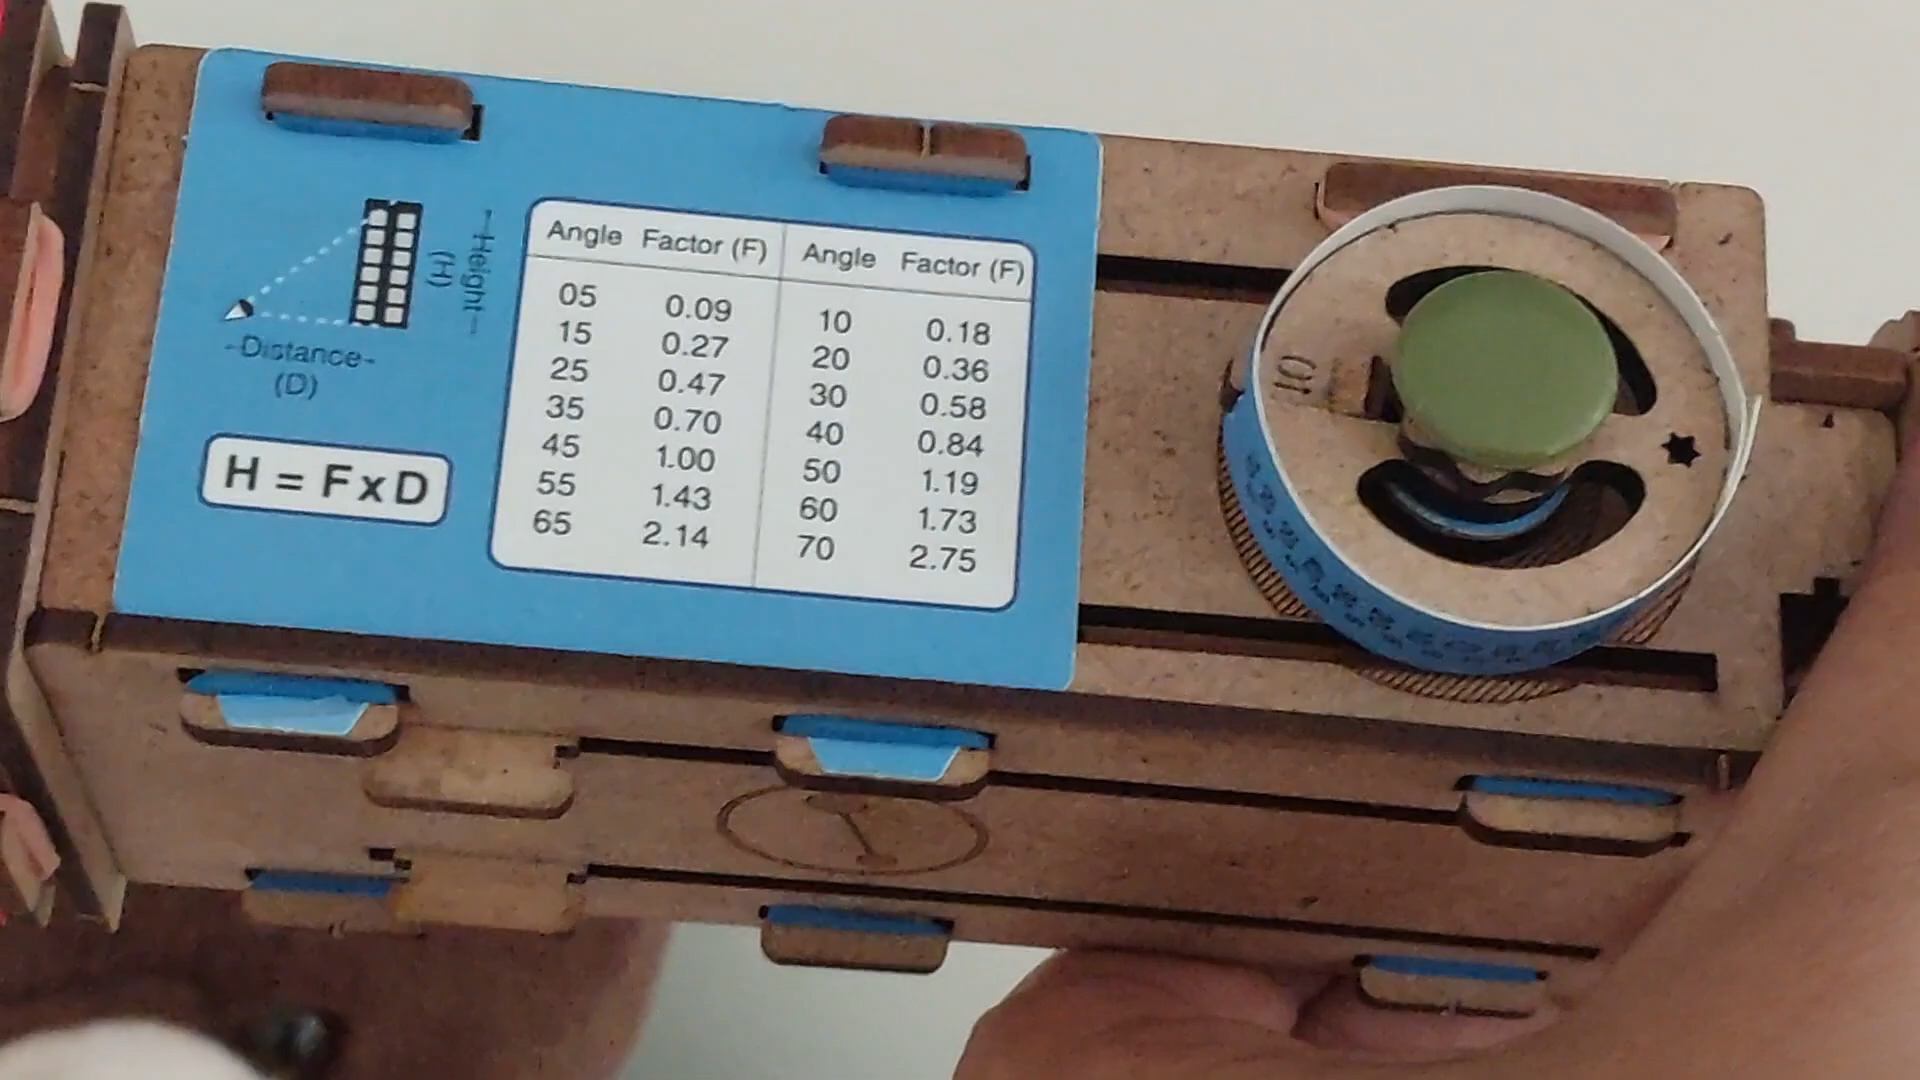 -Height-
(H)
-Distance-
(D)
H = F x D
Angle Factor (F) Angle Factor (F)
05 0.09 10 0.18
15 0.27 20 0.36
25 0.47 30 0.58
35 0.70 40 0.84
45 1.00 50 1.19
55 1.43 60 1.73
65 2.14 70 2.75
10